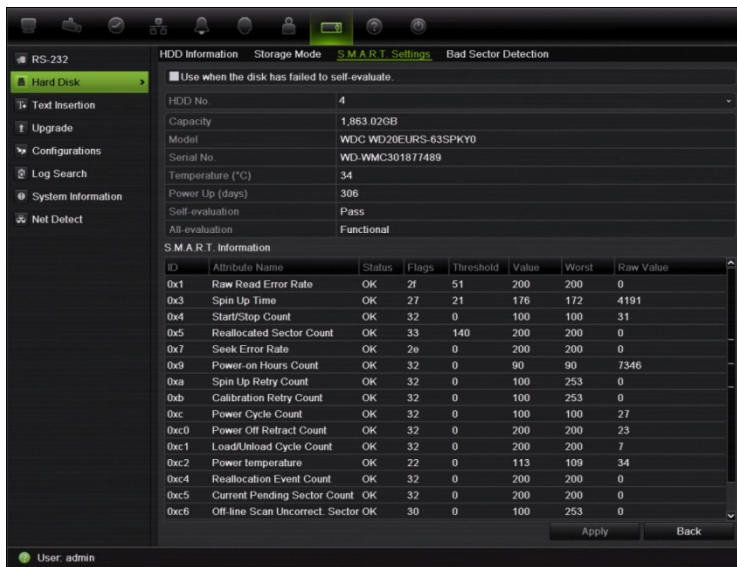 HDD Information Storage Mode S.M.A.R.T. Settings Bad Sector Detection
RS-232
Hard Disk
Text Insertion
Upgrade
Configurations
Log Search
System Information
Net Detect
Use when the disk has failed to self-evaluate.
HDD No. 4
Capacity 1,863.02GB
Model WDC WD20EURS-63SPKY0
Serial No. WD-WMC301877489
Temperature (°C) 34
Power Up (days) 306
Self-evaluation Pass
All-evaluation Functional
S.M.A.R.T. Information
ID Attribute Name Status Flags Threshold Value Worst Raw Value
0x1 Raw Read Error Rate OK 2f 51 200 200 0
0x3 Spin Up Time OK 27 21 176 172 4191
0x4 Start/Stop Count OK 32 0 100 100 31
0x5 Reallocated Sector Count OK 33 140 200 200 0
0x7 Seek Error Rate OK 2e 0 200 200 0
0x9 Power-on Hours Count OK 32 0 90 90 7346
0xa Spin Up Retry Count OK 32 0 100 253 0
0xb Calibration Retry Count OK 32 0 100 253 0
0xc Power Cycle Count OK 32 0 100 100 27
0xc0 Power Off Retract Count OK 32 0 200 200 23
0xc1 Load/Unload Cycle Count OK 32 0 200 200 7
0xc2 Power temperature OK 22 0 113 109 34
0xc4 Reallocation Event Count OK 32 0 200 200 0
0xc5 Current Pending Sector Count OK 32 0 200 200 0
0xc6 Off-line Scan Uncorrect. Sector OK 30 0 100 253 0
Apply Back
User: admin